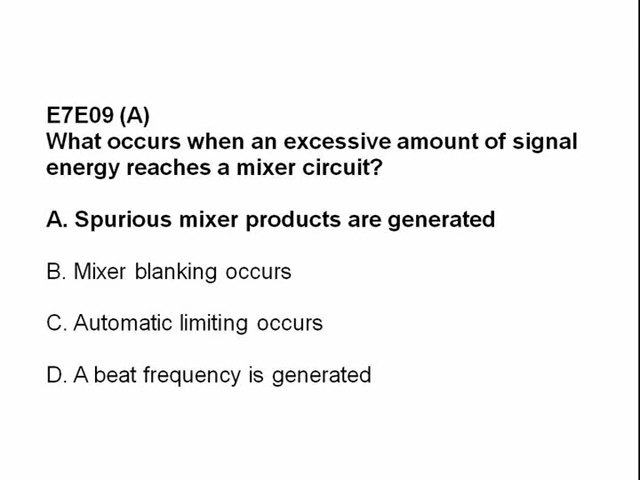 E7E09 (A)
What occurs when an excessive amount of signal
energy reaches a mixer circuit?
A. Spurious mixer products are generated
B. Mixer blanking occurs
C. Automatic limiting occurs
D. A beat frequency is generated